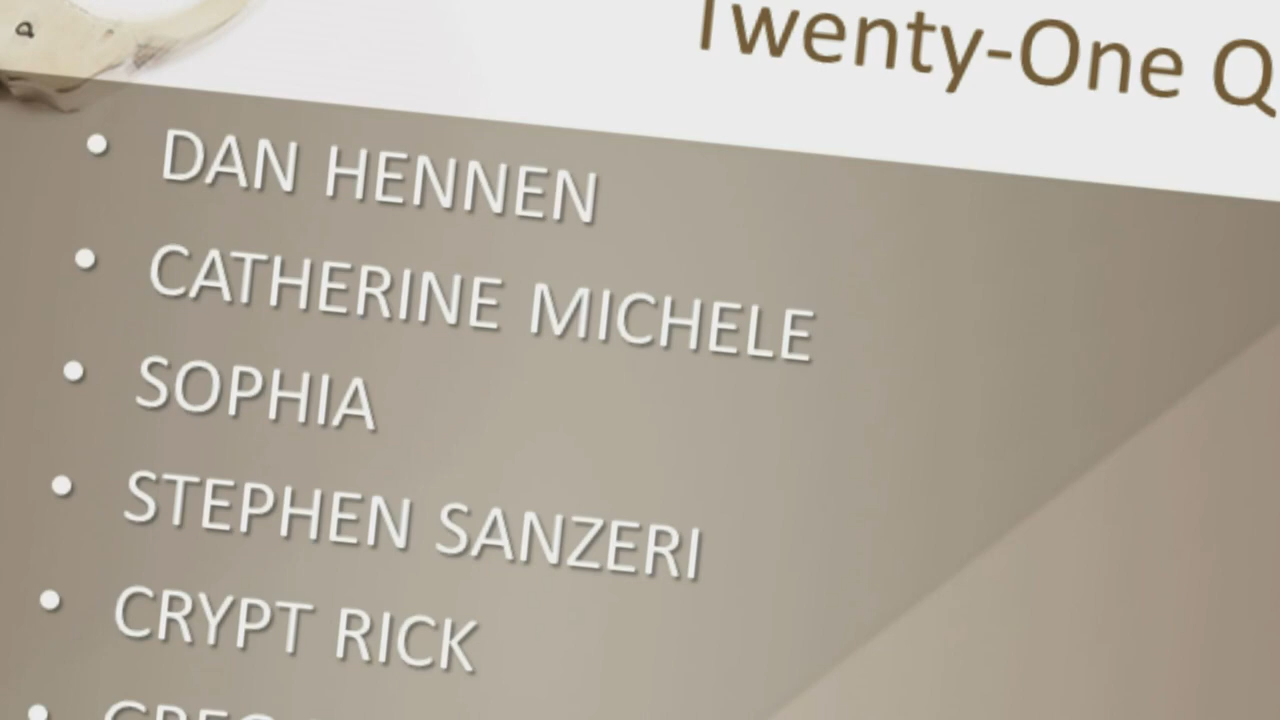 Twenty-One Q
• DAN HENNEN
• CATHERINE MICHELE
• SOPHIA
• STEPHEN SANZERI
• CRYPT RICK